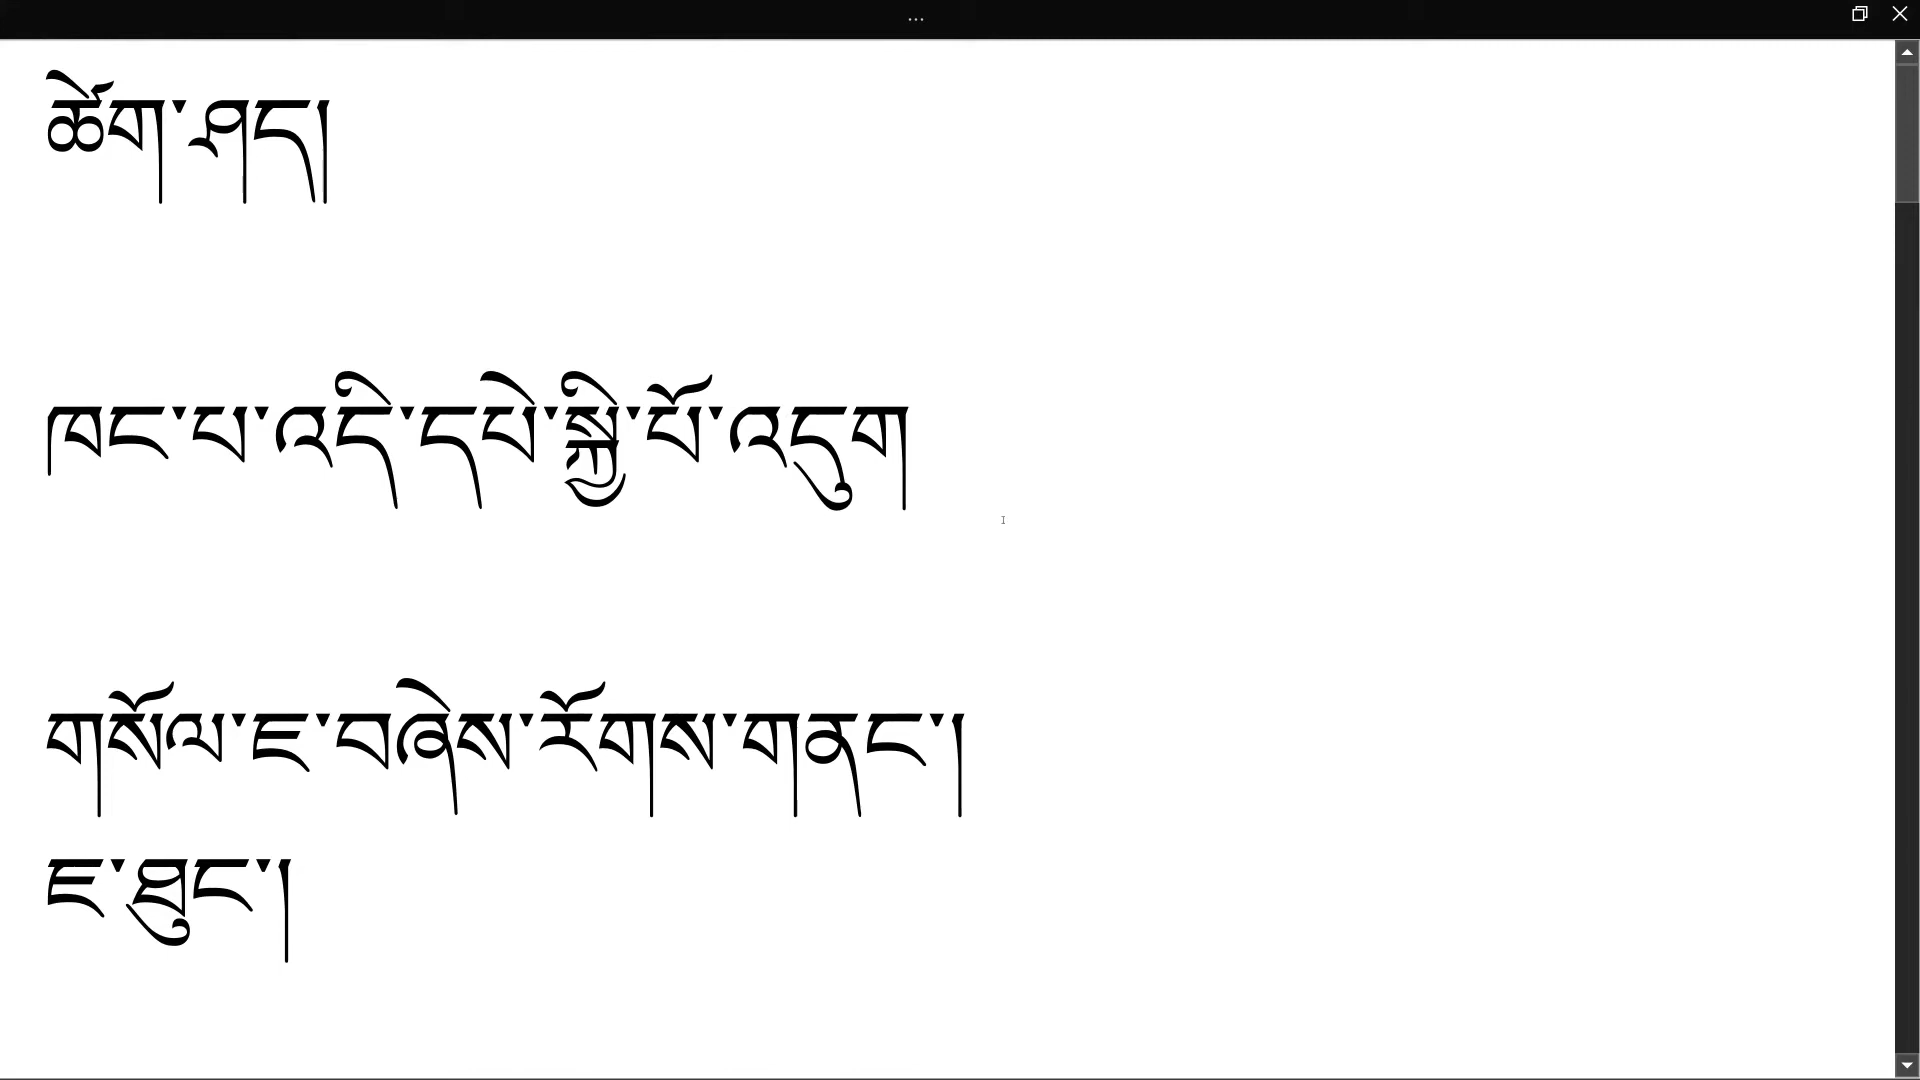 ཚེག་ཤད།
ཁང་པ་འདི་དཔེ་སྐྱི་པོ་འདུག
གསོལ་ཇ་བཞེས་རོགས་གནང་།
ཇ་ཐུང་།